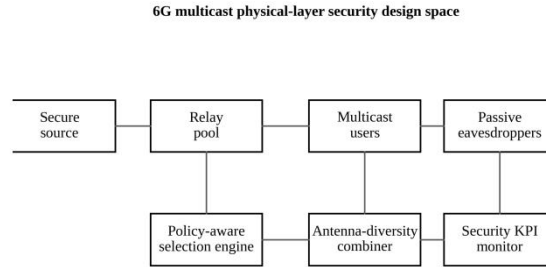 6G multicast physical-layer security design space
Secure
source
Relay
pool
Multicast
users
Passive
eavesdroppers
Policy-aware
selection engine
Antenna-diversity
combiner
Security KPI
monitor